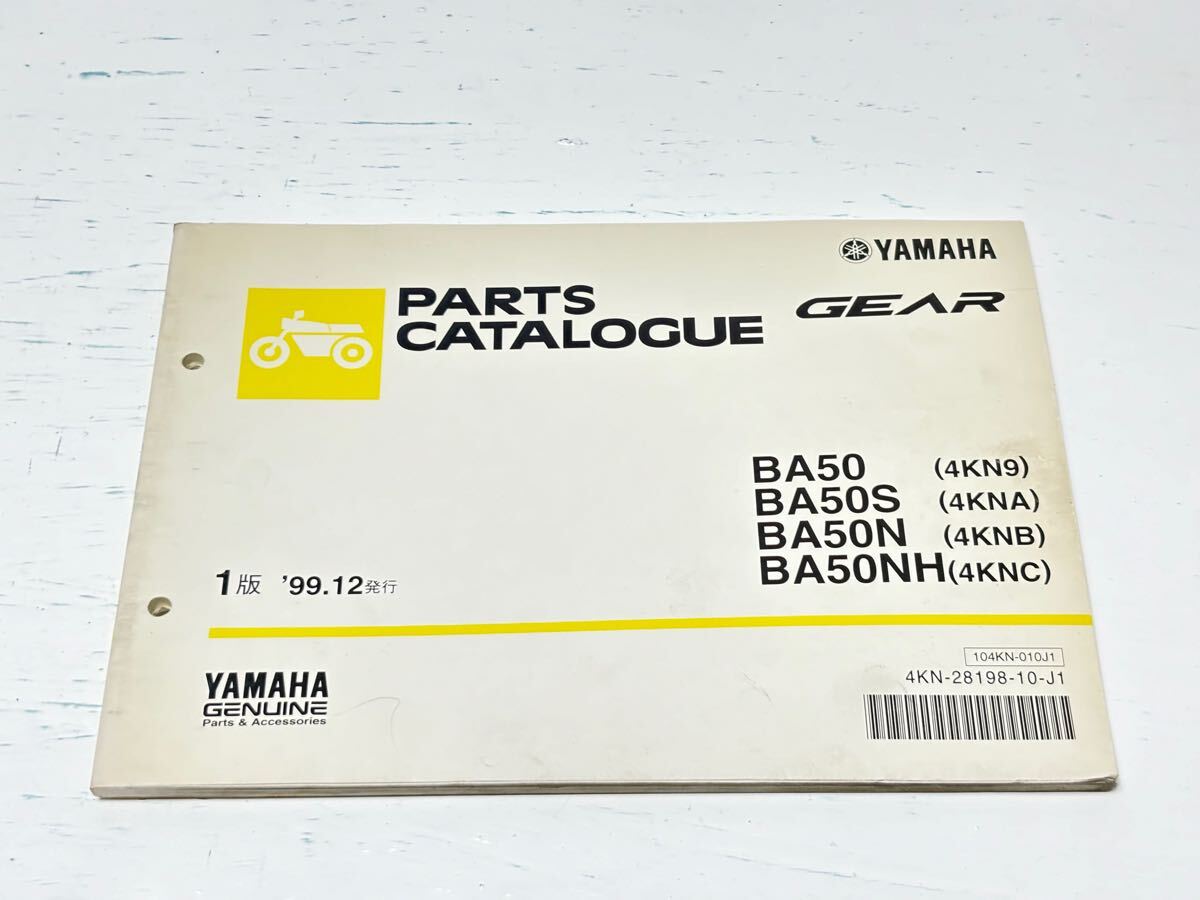 YAMAHA
PARTS
CATALOGUE
GEAR
BA50 (4KN9)
BA50S (4KNA)
BA50N (4KNB)
BA50NH (4KNC)
1版 '99.12発行
104KN-010J1
4KN-28198-10-J1
YAMAHA
GENUINE
Parts & Accessories